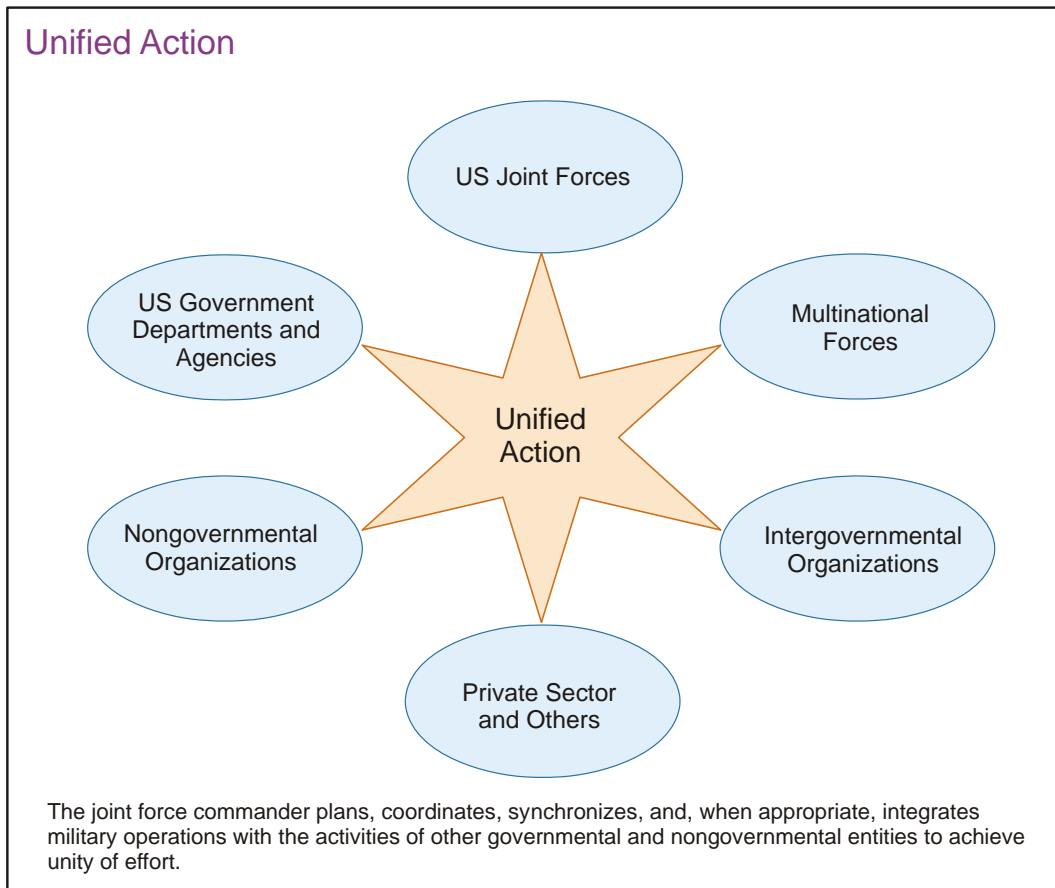 Unified Action
US Joint Forces
US Government
Departments and
Agencies
Multinational
Forces
Unified
Action
Nongovernmental
Organizations
Intergovernmental
Organizations
Private Sector
and Others
The joint force commander plans, coordinates, synchronizes, and, when appropriate, integrates
military operations with the activities of other governmental and nongovernmental entities to achieve
unity of effort.